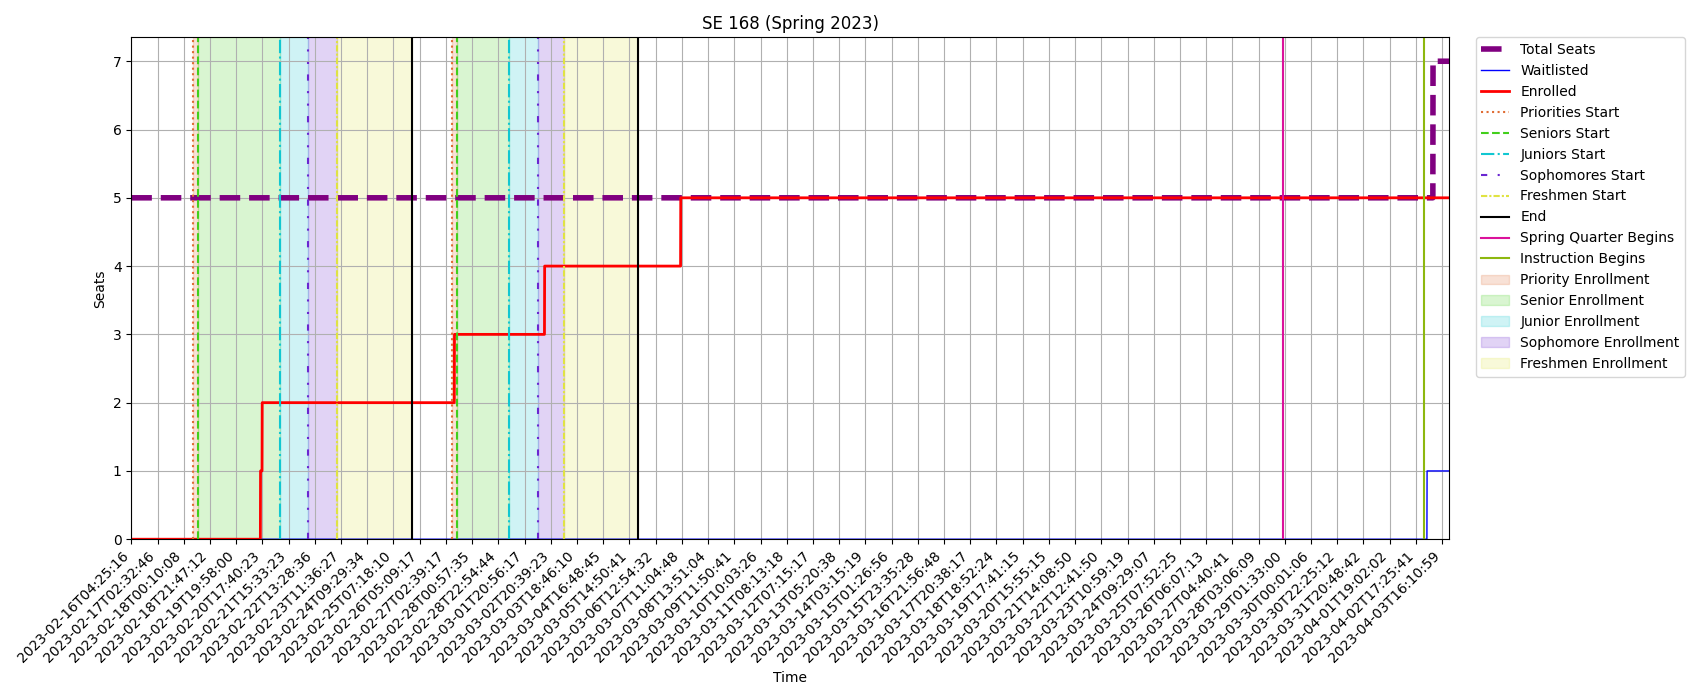 SE 168 (Spring 2023)
Seats
7
6
5
4
3
2
1
0
2023-02-16T04:25:16
2023-02-17T02:32:46
2023-02-18T00:10:08
2023-02-18T21:47:12
2023-02-19T19:58:00
2023-02-20T17:40:23
2023-02-21T15:33:23
2023-02-22T13:28:36
2023-02-23T11:36:27
2023-02-24T09:29:34
2023-02-25T07:18:10
2023-02-26T05:09:17
2023-02-27T02:39:17
2023-02-28T00:57:35
2023-02-28T22:54:44
2023-03-01T20:56:17
2023-03-02T20:39:23
2023-03-03T18:46:10
2023-03-04T16:48:45
2023-03-05T14:50:41
2023-03-06T12:54:32
2023-03-07T11:04:48
2023-03-08T13:51:04
2023-03-09T11:50:41
2023-03-10T10:03:26
2023-03-11T08:13:18
2023-03-12T07:15:17
2023-03-13T05:20:38
2023-03-14T03:15:19
2023-03-15T01:26:56
2023-03-15T23:35:28
2023-03-16T21:56:48
2023-03-17T20:38:17
2023-03-18T18:52:24
2023-03-19T17:41:15
2023-03-20T15:55:15
2023-03-21T14:08:50
2023-03-22T12:41:50
2023-03-23T10:59:19
2023-03-24T09:29:07
2023-03-25T07:52:25
2023-03-26T06:07:13
2023-03-27T04:40:41
2023-03-28T03:06:09
2023-03-29T01:33:00
2023-03-30T00:01:06
2023-03-30T22:25:12
2023-03-31T20:48:42
2023-04-01T19:02:02
2023-04-02T17:25:41
2023-04-03T16:10:59
Time
Total Seats
Waitlisted
Enrolled
Priorities Start
Seniors Start
Juniors Start
Sophomores Start
Freshmen Start
End
Spring Quarter Begins
Instruction Begins
Priority Enrollment
Senior Enrollment
Junior Enrollment
Sophomore Enrollment
Freshmen Enrollment